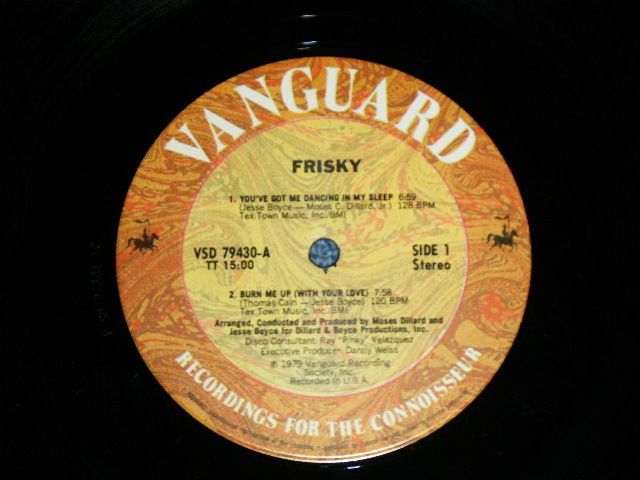 VANGUARD
FRISKY
1. YOU'VE GOT ME DANCING IN MY SLEEP 6:59
(Jesse Boyce — Moses C. Dillard, Jr.) 128 BPM
Tex Town Music, Inc./BMI
VSD 79430-A
TT 15:00
SIDE 1
Stereo
2. BURN ME UP (WITH YOUR LOVE) 7:58
(Thomas Cain — Jesse Boyce) 120 BPM
Tex Town Music, Inc./BMI
Arranged, Conducted and Produced by Moses Dillard and
Jesse Boyce for Dillard & Boyce Productions, Inc.
Disco Consultant: Ray "Pinky" Velazquez
Executive Producer: Danny Weiss
℗ 1979 Vanguard Recording
Society, Inc.
Recorded in U.S.A.
RECORDINGS FOR THE CONNOISSEUR